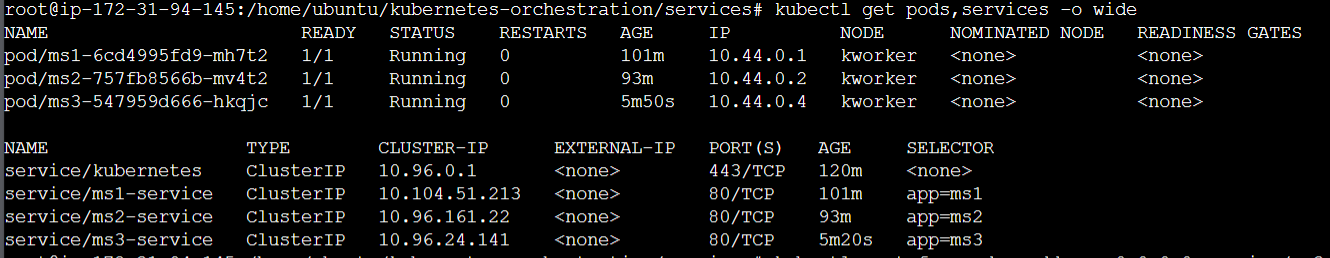 root@ip-172-31-94-145:/home/ubuntu/kubernetes-orchestration/services# kubectl get pods,services -o wide
NAME READY STATUS RESTARTS AGE IP NODE NOMINATED NODE READINESS GATES
pod/ms1-6cd4995fd9-mh7t2 1/1 Running 0 101m 10.44.0.1 kworker <none> <none>
pod/ms2-757fb8566b-mv4t2 1/1 Running 0 93m 10.44.0.2 kworker <none> <none>
pod/ms3-547959d666-hkqjc 1/1 Running 0 5m50s 10.44.0.4 kworker <none> <none>
NAME TYPE CLUSTER-IP EXTERNAL-IP PORT(S) AGE SELECTOR
service/kubernetes ClusterIP 10.96.0.1 <none> 443/TCP 120m <none>
service/ms1-service ClusterIP 10.104.51.213 <none> 80/TCP 101m app=ms1
service/ms2-service ClusterIP 10.96.161.22 <none> 80/TCP 93m app=ms2
service/ms3-service ClusterIP 10.96.24.141 <none> 80/TCP 5m20s app=ms3